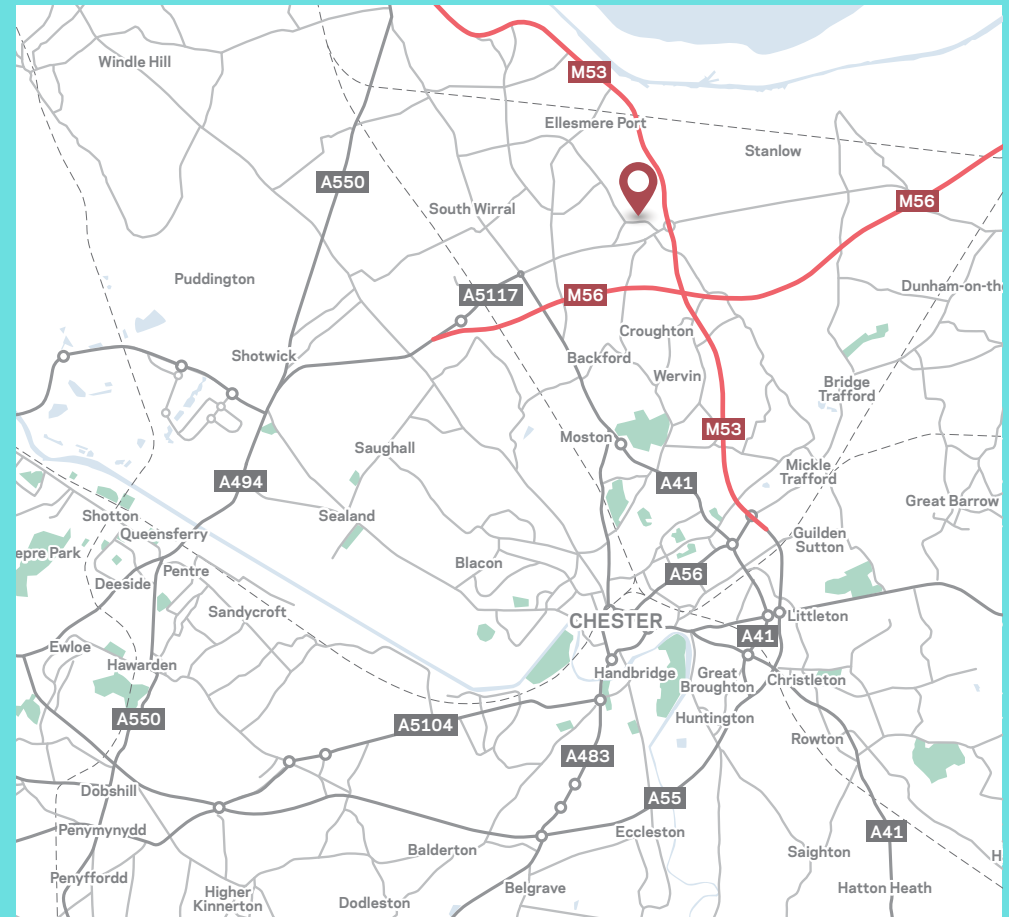 Windle Hill
M53
Ellesmere Port
Stanlow
A550
M56
South Wirral
Puddington
A5117
M56
Dunham-on-the
Croughton
Shotwick
Backford
Wervin
Bridge
Trafford
M53
Moston
Saughall
Mickle
Trafford
A494
A41
Great Barrow
Shotton
Sealand
Queensferry
Guilden
Sutton
epre Park
Blacon
Pentre
A56
Deeside
Sandycroft
CHESTER
Littleton
A41
Ewloe
Hawarden
Handbridge
Great
Broughton
Christleton
A550
A5104
Huntington
Rowton
A483
Dobshill
A55
Penymynydd
Eccleston
A41
Balderton
Saighton
H
Penyffordd
Higher
Kinnerton
Belgrave
Hatton Heath
Dodleston